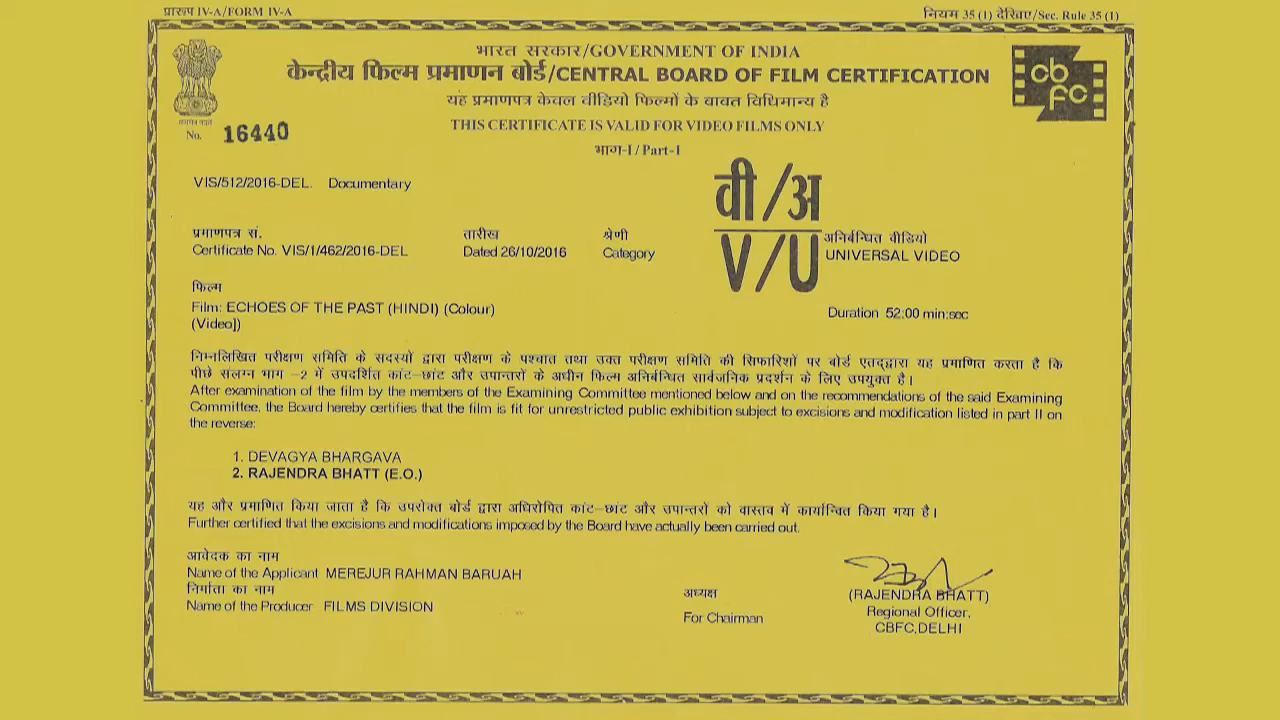 प्रारूप IV-A/FORM IV-A
नियम 35 (1) देखिए/Sec. Rule 35 (1)
भारत सरकार/GOVERNMENT OF INDIA
केन्द्रीय फिल्म प्रमाणन बोर्ड/CENTRAL BOARD OF FILM CERTIFICATION
cbfc
यह प्रमाणपत्र केवल वीडियो फिल्मों के बावत विधिमान्य है
THIS CERTIFICATE IS VALID FOR VIDEO FILMS ONLY
No. 16440
भाग-I / Part-I
VIS/512/2016-DEL. Documentary
वी/अ
V/U
प्रमाणपत्र सं. तारीख श्रेणी अनिर्बन्धित वीडियो
Certificate No. VIS/1/462/2016-DEL Dated 26/10/2016 Category UNIVERSAL VIDEO
फिल्म
Film: ECHOES OF THE PAST (HINDI) (Colour)
(Video])
Duration 52:00 min:sec
निम्नलिखित परीक्षण समिति के सदस्यों द्वारा परीक्षण के पश्चात तथा उक्त परीक्षण समिति की सिफारिशों पर बोर्ड एतद्द्वारा यह प्रमाणित करता है कि
पीछे संलग्न भाग -2 में उपदर्शित कांट-छांट और उपान्तरों के अधीन फिल्म अनिर्बन्धित सार्वजनिक प्रदर्शन के लिए उपयुक्त है।
After examination of the film by the members of the Examining Committee mentioned below and on the recommendations of the said Examining
Committee, the Board hereby certifies that the film is fit for unrestricted public exhibition subject to excisions and modification listed in part II on
the reverse:
1. DEVAGYA BHARGAVA
2. RAJENDRA BHATT (E.O.)
यह और प्रमाणित किया जाता है कि उपरोक्त बोर्ड द्वारा अधिरोपित कांट-छांट और उपान्तरों को वास्तव में कार्यान्वित किया गया है।
Further certified that the excisions and modifications imposed by the Board have actually been carried out.
आवेदक का नाम
Name of the Applicant MEREJUR RAHMAN BARUAH
निर्माता का नाम
Name of the Producer FILMS DIVISION
अध्यक्ष
For Chairman
(RAJENDRA BHATT)
Regional Officer,
CBFC,DELHI